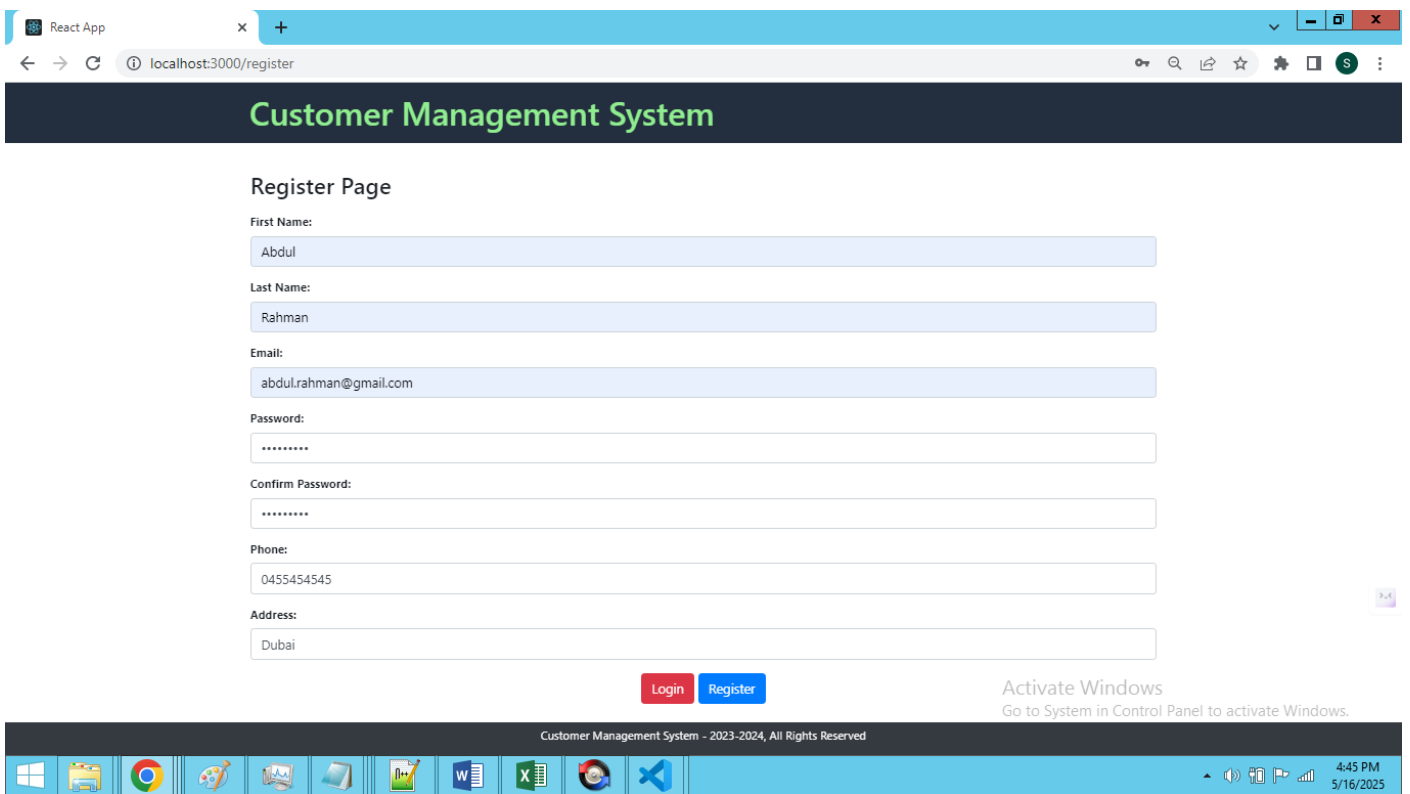 React App
localhost:3000/register
S
Customer Management System
Register Page
First Name:
Abdul
Last Name:
Rahman
Email:
abdul.rahman@gmail.com
Password:
•••••••••
Confirm Password:
•••••••••
Phone:
0455454545
Address:
Dubai
Login Register
Activate Windows
Go to System in Control Panel to activate Windows.
Customer Management System - 2023-2024, All Rights Reserved
4:45 PM
5/16/2025